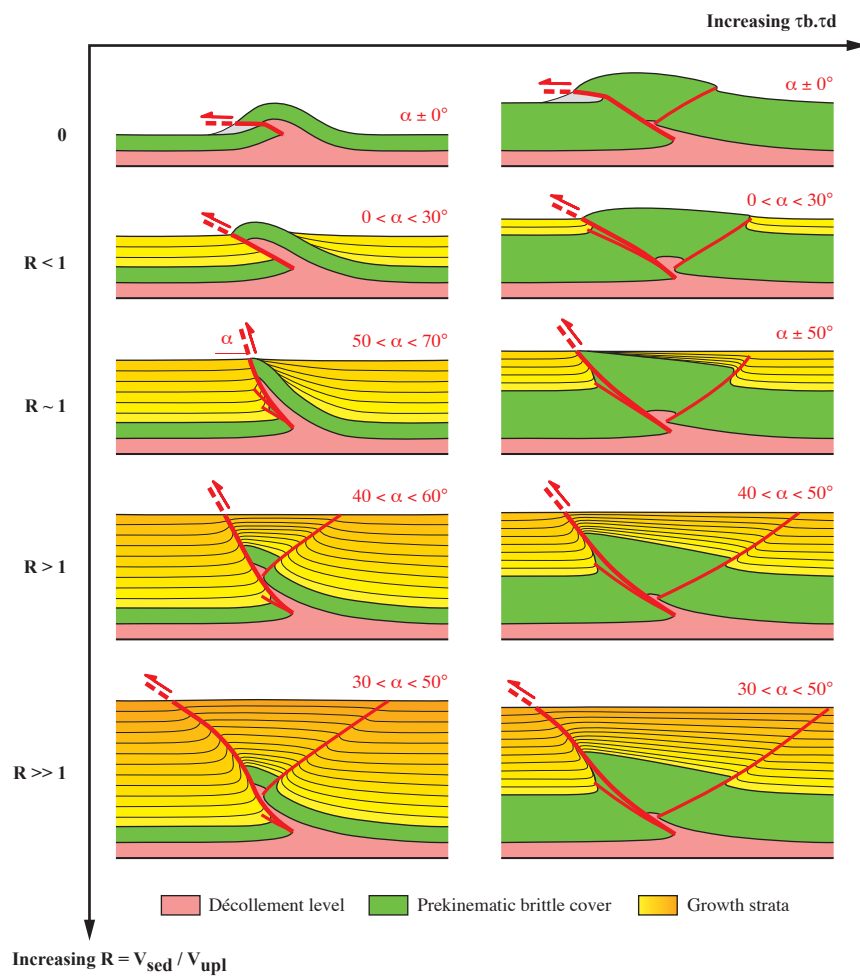 Increasing τb.τd
0
α ± 0°
α ± 0°
R < 1
0 < α < 30°
0 < α < 30°
R ~ 1
α
50 < α < 70°
α ± 50°
R > 1
40 < α < 60°
40 < α < 50°
R >> 1
30 < α < 50°
30 < α < 50°
Décollement level
Prekinematic brittle cover
Growth strata
Increasing R = Vsed / Vupl